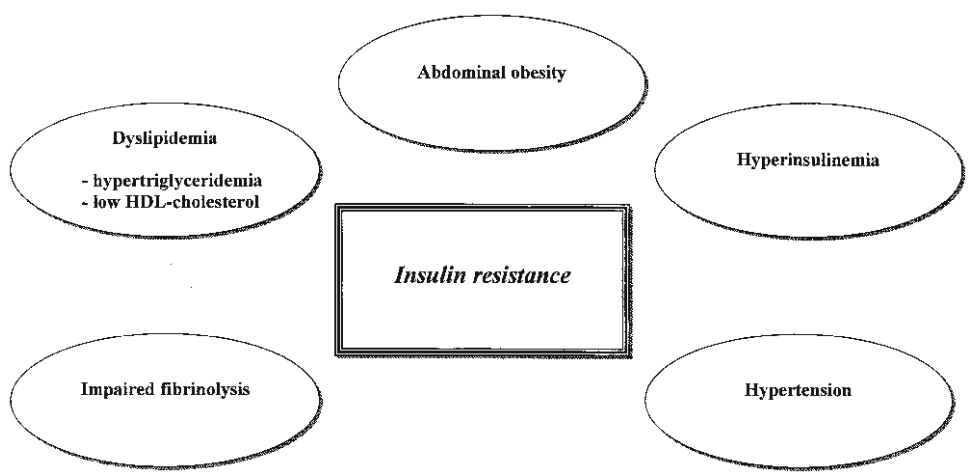 Abdominal obesity
Dyslipidemia
- hypertriglyceridemia
- low HDL-cholesterol
Hyperinsulinemia
Insulin resistance
Impaired fibrinolysis
Hypertension